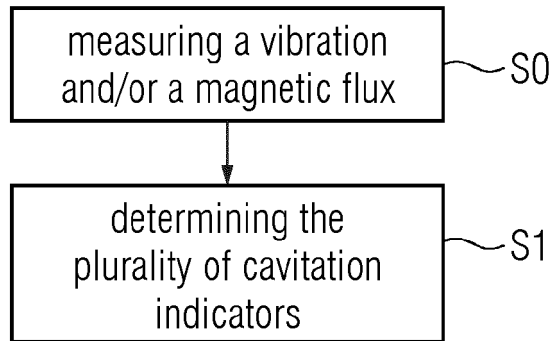 measuring a vibration
and/or a magnetic flux
S0
determining the
plurality of cavitation
indicators
S1